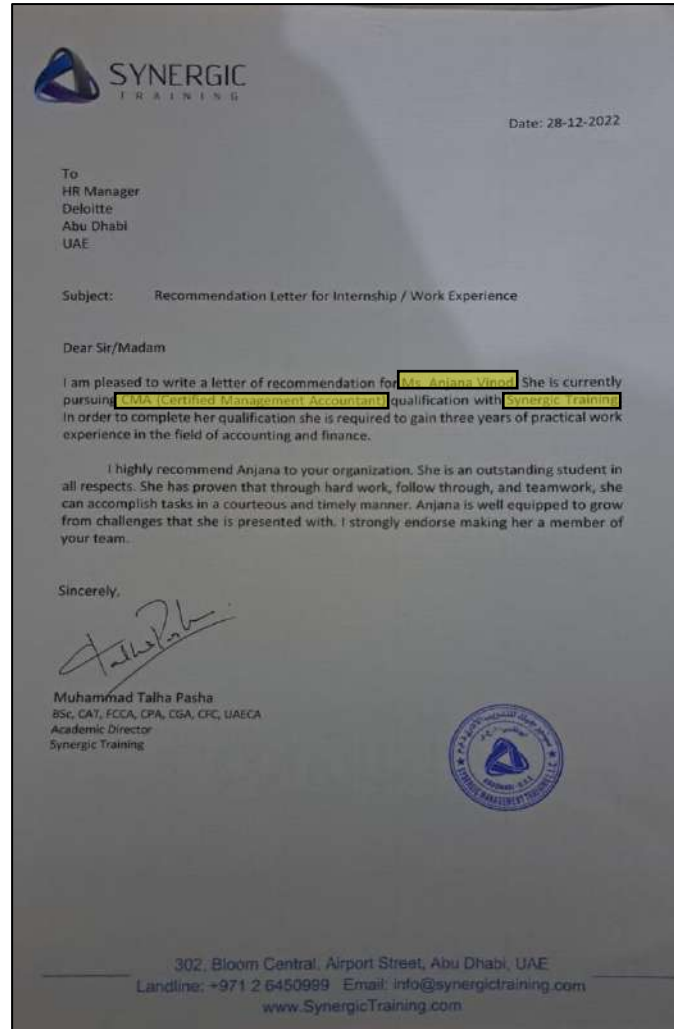 SYNERGIC
TRAINING
Date: 28-12-2022
To
HR Manager
Deloitte
Abu Dhabi
UAE
Subject: Recommendation Letter for Internship / Work Experience
Dear Sir/Madam
I am pleased to write a letter of recommendation for Ms. Anjana Vinod. She is currently
pursuing CMA (Certified Management Accountant) qualification with Synergic Training.
In order to complete her qualification she is required to gain three years of practical work
experience in the field of accounting and finance.
I highly recommend Anjana to your organization. She is an outstanding student in
all respects. She has proven that through hard work, follow through, and teamwork, she
can accomplish tasks in a courteous and timely manner. Anjana is well equipped to grow
from challenges that she is presented with. I strongly endorse making her a member of
your team.
Sincerely,
Muhammad Talha Pasha
BSc, CAT, FCCA, CPA, CGA, CFC, UAECA
Academic Director
Synergic Training
SYNERGIC MANAGEMENT TRAINING L.L.C
ABUDHABI - U.A.E
302, Bloom Central, Airport Street, Abu Dhabi, UAE
Landline: +971 2 6450999 Email: info@synergictraining.com
www.SynergicTraining.com